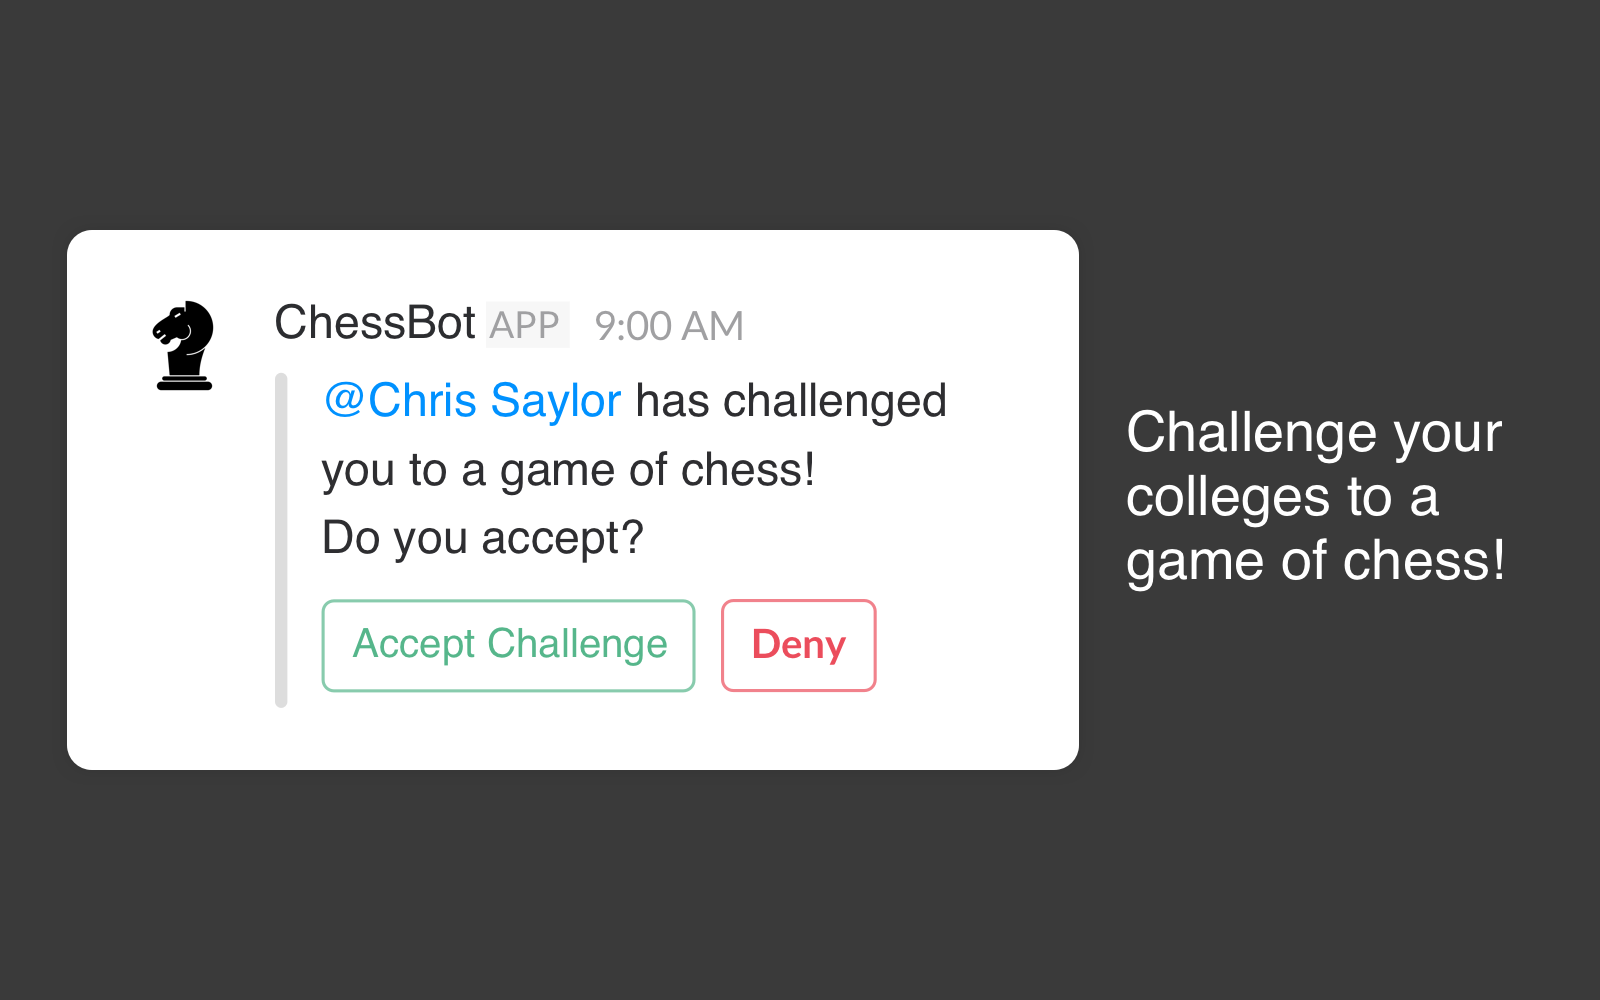 ChessBot APP 9:00 AM
@Chris Saylor has challenged
you to a game of chess!
Do you accept?
Accept Challenge Deny
Challenge your
colleges to a
game of chess!